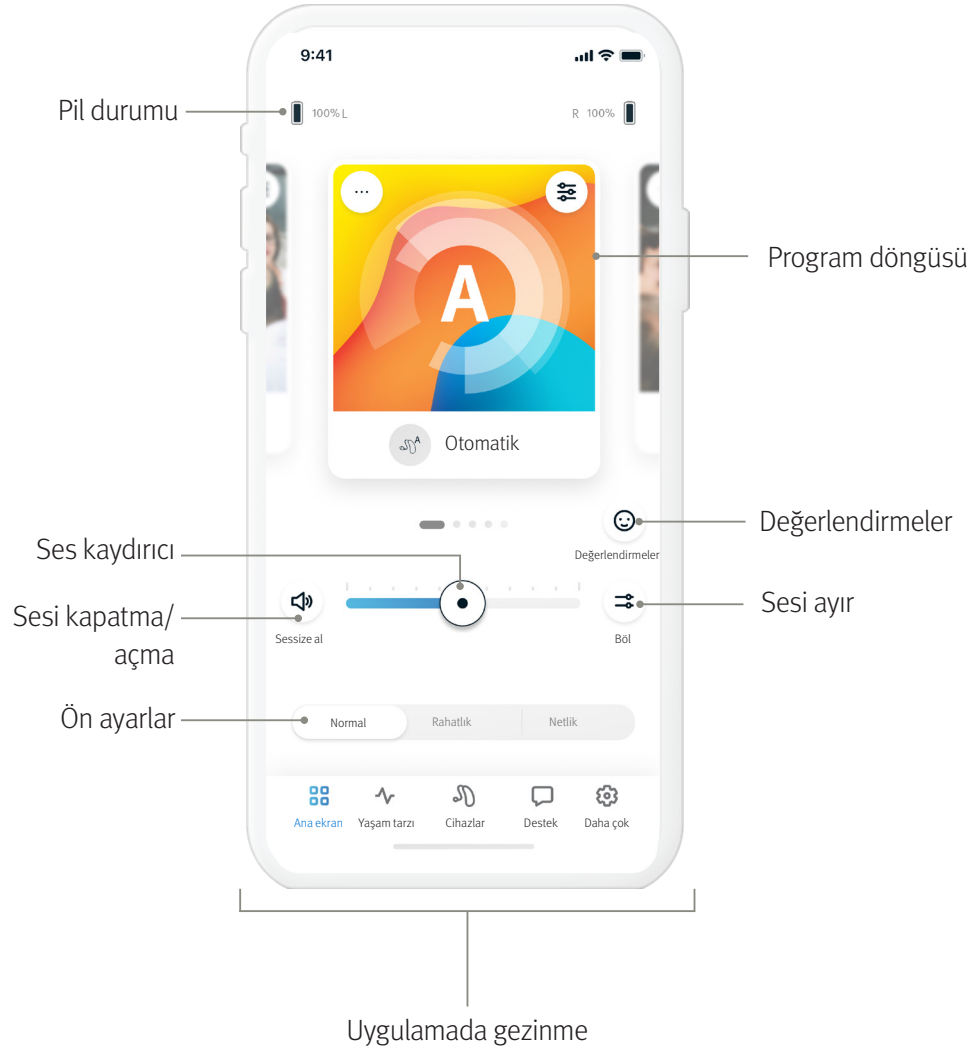 9:41
Pil durumu
100% L
R 100%
A
Program döngüsü
A
Otomatik
Değerlendirmeler
Değerlendirmeler
Ses kaydırıcı
Sesi kapatma/
açma
Sessize al
Böl
Sesi ayır
Ön ayarlar
Normal
Rahatlık
Netlik
Ana ekran
Yaşam tarzı
Cihazlar
Destek
Daha çok
Uygulamada gezinme